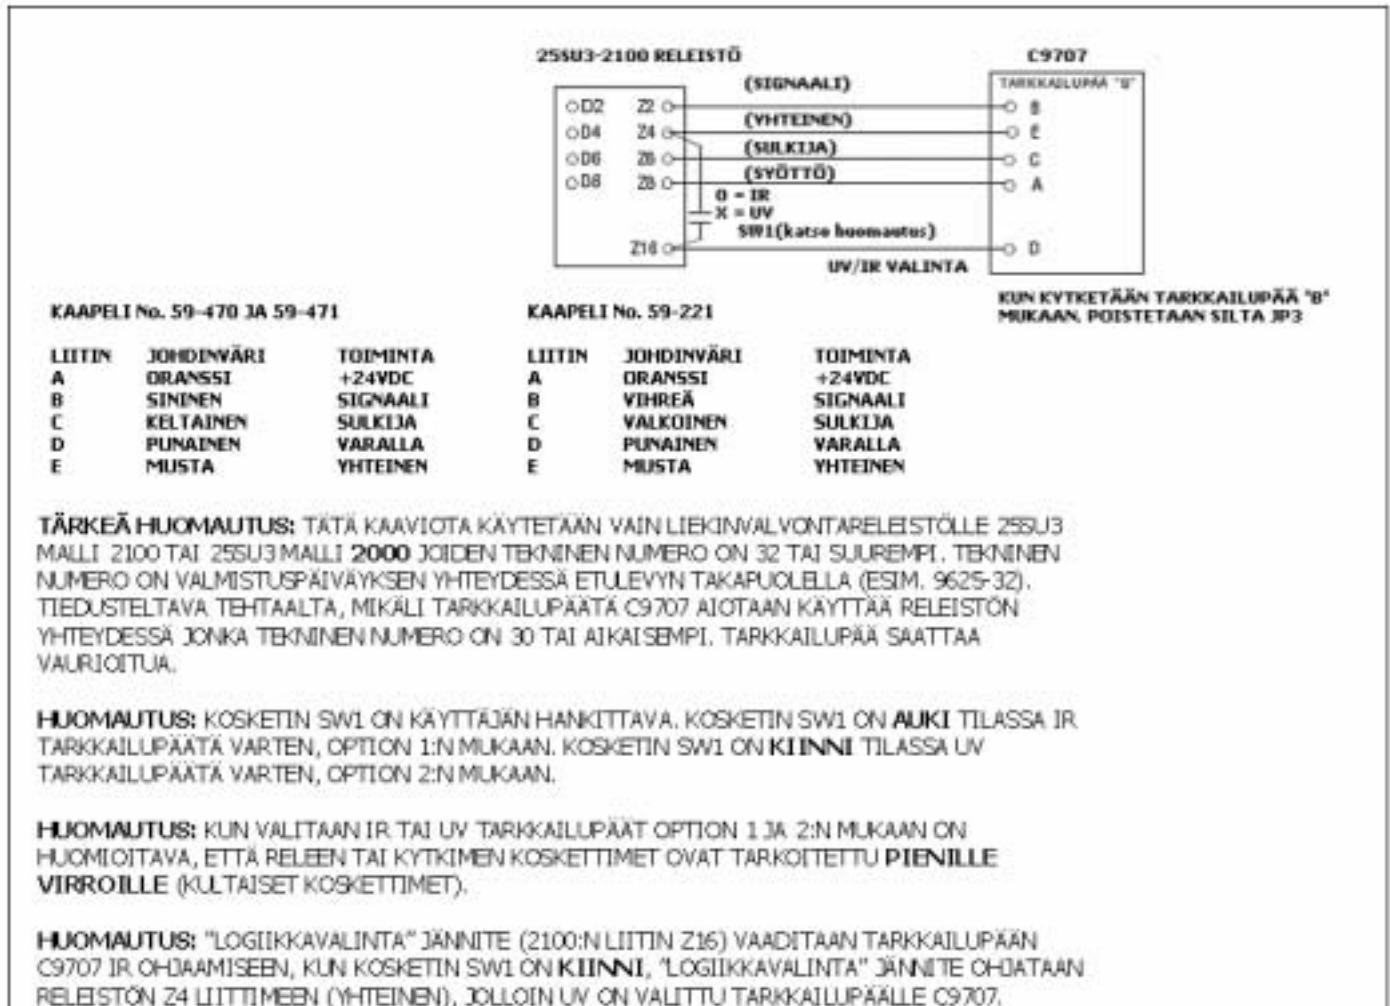 25SU3-2100 RELEISTÖ
C9707
TARKKAILUPÄÄ "B"
(SIGNAALI)
D2 Z2 B
(YHTEINEN)
D4 Z4 E
(SULKIJA)
D6 Z6 C
(SYÖTTÖ)
D8 Z8 A
O = IR
X = UV
SW1(katso huomautus)
Z16 D
UV/IR VALINTA
KUN KYTKETÄÄN TARKKAILUPÄÄ "B"
MUKAAN, POISTETAAN SILTA JP3
KAAPELI No. 59-470 JA 59-471 KAAPELI No. 59-221
LIITIN JOHDINVÄRI TOIMINTA LIITIN JOHDINVÄRI TOIMINTA
A ORANSSI +24VDC A ORANSSI +24VDC
B SININEN SIGNAALI B VIHREÄ SIGNAALI
C KELTAINEN SULKIJA C VALKOINEN SULKIJA
D PUNAINEN VARALLA D PUNAINEN VARALLA
E MUSTA YHTEINEN E MUSTA YHTEINEN
TÄRKEÄ HUOMAUTUS: TÄTÄ KAAVIOTA KÄYTETÄÄN VAIN LIEKINVALVONTARELEISTÖLLE 25SU3
MALLI 2100 TAI 25SU3 MALLI 2000 JOIDEN TEKNINEN NUMERO ON 32 TAI SUUREMPI. TEKNINEN
NUMERO ON VALMISTUSPÄIVÄYKSEN YHTEYDESSÄ ETULEVYN TAKAPUOLELLA (ESIM. 9625-32).
TIEDUSTELTAVA TEHTAALTA, MIKÄLI TARKKAILUPÄÄTÄ C9707 AIOTAAN KÄYTTÄÄ RELEISTÖN
YHTEYDESSÄ JONKA TEKNINEN NUMERO ON 30 TAI AIKAISEMPI. TARKKAILUPÄÄ SAATTAA
VAURIOITUA.
HUOMAUTUS: KOSKETIN SW1 ON KÄYTTÄJÄN HANKITTAVA. KOSKETIN SW1 ON AUKI TILASSA IR
TARKKAILUPÄÄTÄ VARTEN, OPTION 1:N MUKAAN. KOSKETIN SW1 ON KIINNI TILASSA UV
TARKKAILUPÄÄTÄ VARTEN, OPTION 2:N MUKAAN.
HUOMAUTUS: KUN VALITAAN IR TAI UV TARKKAILUPÄÄT OPTION 1 JA 2:N MUKAAN ON
HUOMIOITAVA, ETTÄ RELEEN TAI KYTKIMEN KOSKETTIMET OVAT TARKOITETTU PIENILLE
VIRROILLE (KULTAISET KOSKETTIMET).
HUOMAUTUS: "LOGIIKKAVALINTA" JÄNNITE (2100:N LIITIN Z16) VAADITAAN TARKKAILUPÄÄN
C9707 IR OHJAAMISEEN, KUN KOSKETIN SW1 ON KIINNI, "LOGIIKKAVALINTA" JÄNNITE OHJATAAN
RELEISTÖN Z4 LIITTIMEEN (YHTEINEN), JOLLOIN UV ON VALITTU TARKKAILUPÄÄLLE C9707.